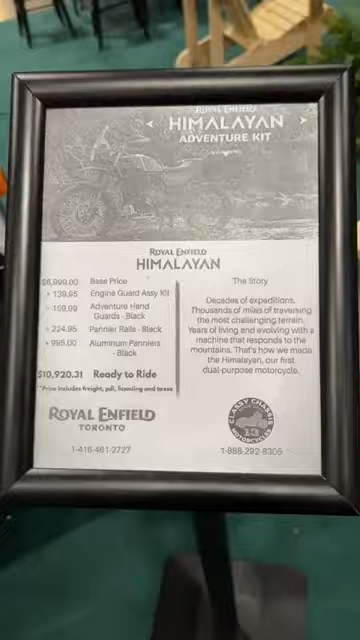 ROYAL ENFIELD
HIMALAYAN
ADVENTURE KIT
ROYAL ENFIELD
HIMALAYAN
$6,999.00 Base Price
+ 139.95 Engine Guard Assy Kit
+ 159.99 Adventure Hand
Guards - Black
+ 224.95 Pannier Rails - Black
+ 995.00 Aluminum Panniers
- Black
$10,920.31 Ready to Ride
**Price includes freight, pdi, licensing and taxes
The Story
Decades of expeditions.
Thousands of miles of traversing
the most challenging terrain.
Years of living and evolving with a
machine that responds to the
mountains. That's how we made
the Himalayan, our first
dual-purpose motorcycle.
ROYAL ENFIELD
TORONTO
1-416-461-2727
CLASSY CHASSIS
13
MOTORCYCLES
1-888-292-8305